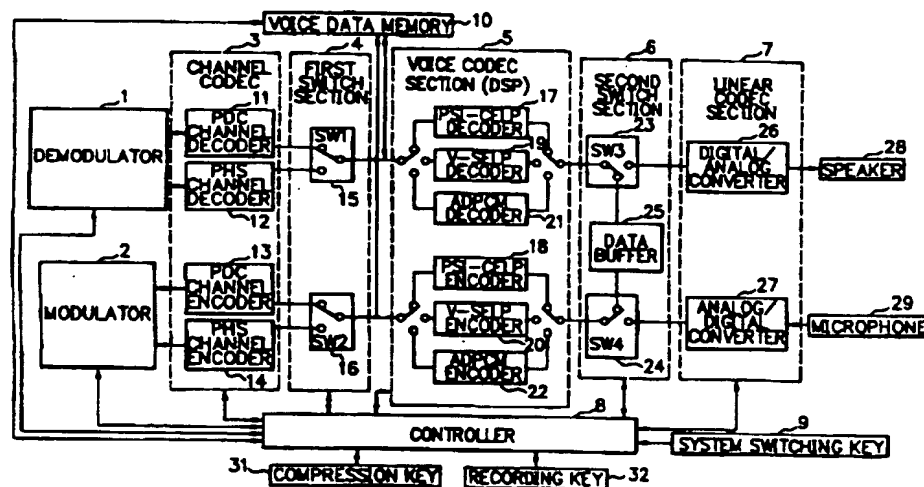 VOICE DATA MEMORY
10
3
4
5
6
7
CHANNEL CODEC
FIRST SWITCH SECTION
VOICE CODEC SECTION (DSP)
SECOND SWITCH SECTION
LINEAR CODEC SECTION
1
DEMODULATOR
11
PDC CHANNEL DECODER
PHS CHANNEL DECODER
12
SW1
15
17
PSI-CELP DECODER
19
V-SELP DECODER
ADPCM DECODER
21
23
SW3
26
DIGITAL/ANALOG CONVERTER
28
SPEAKER
25
DATA BUFFER
2
MODULATOR
13
PDC CHANNEL ENCODER
PHS CHANNEL ENCODER
14
SW2
16
18
PSI-CELP ENCODER
V-SELP ENCODER
20
ADPCM ENCODER
22
SW4
24
27
ANALOG/DIGITAL CONVERTER
29
MICROPHONE
8
CONTROLLER
9
SYSTEM SWITCHING KEY
31
COMPRESSION KEY
RECORDING KEY
32